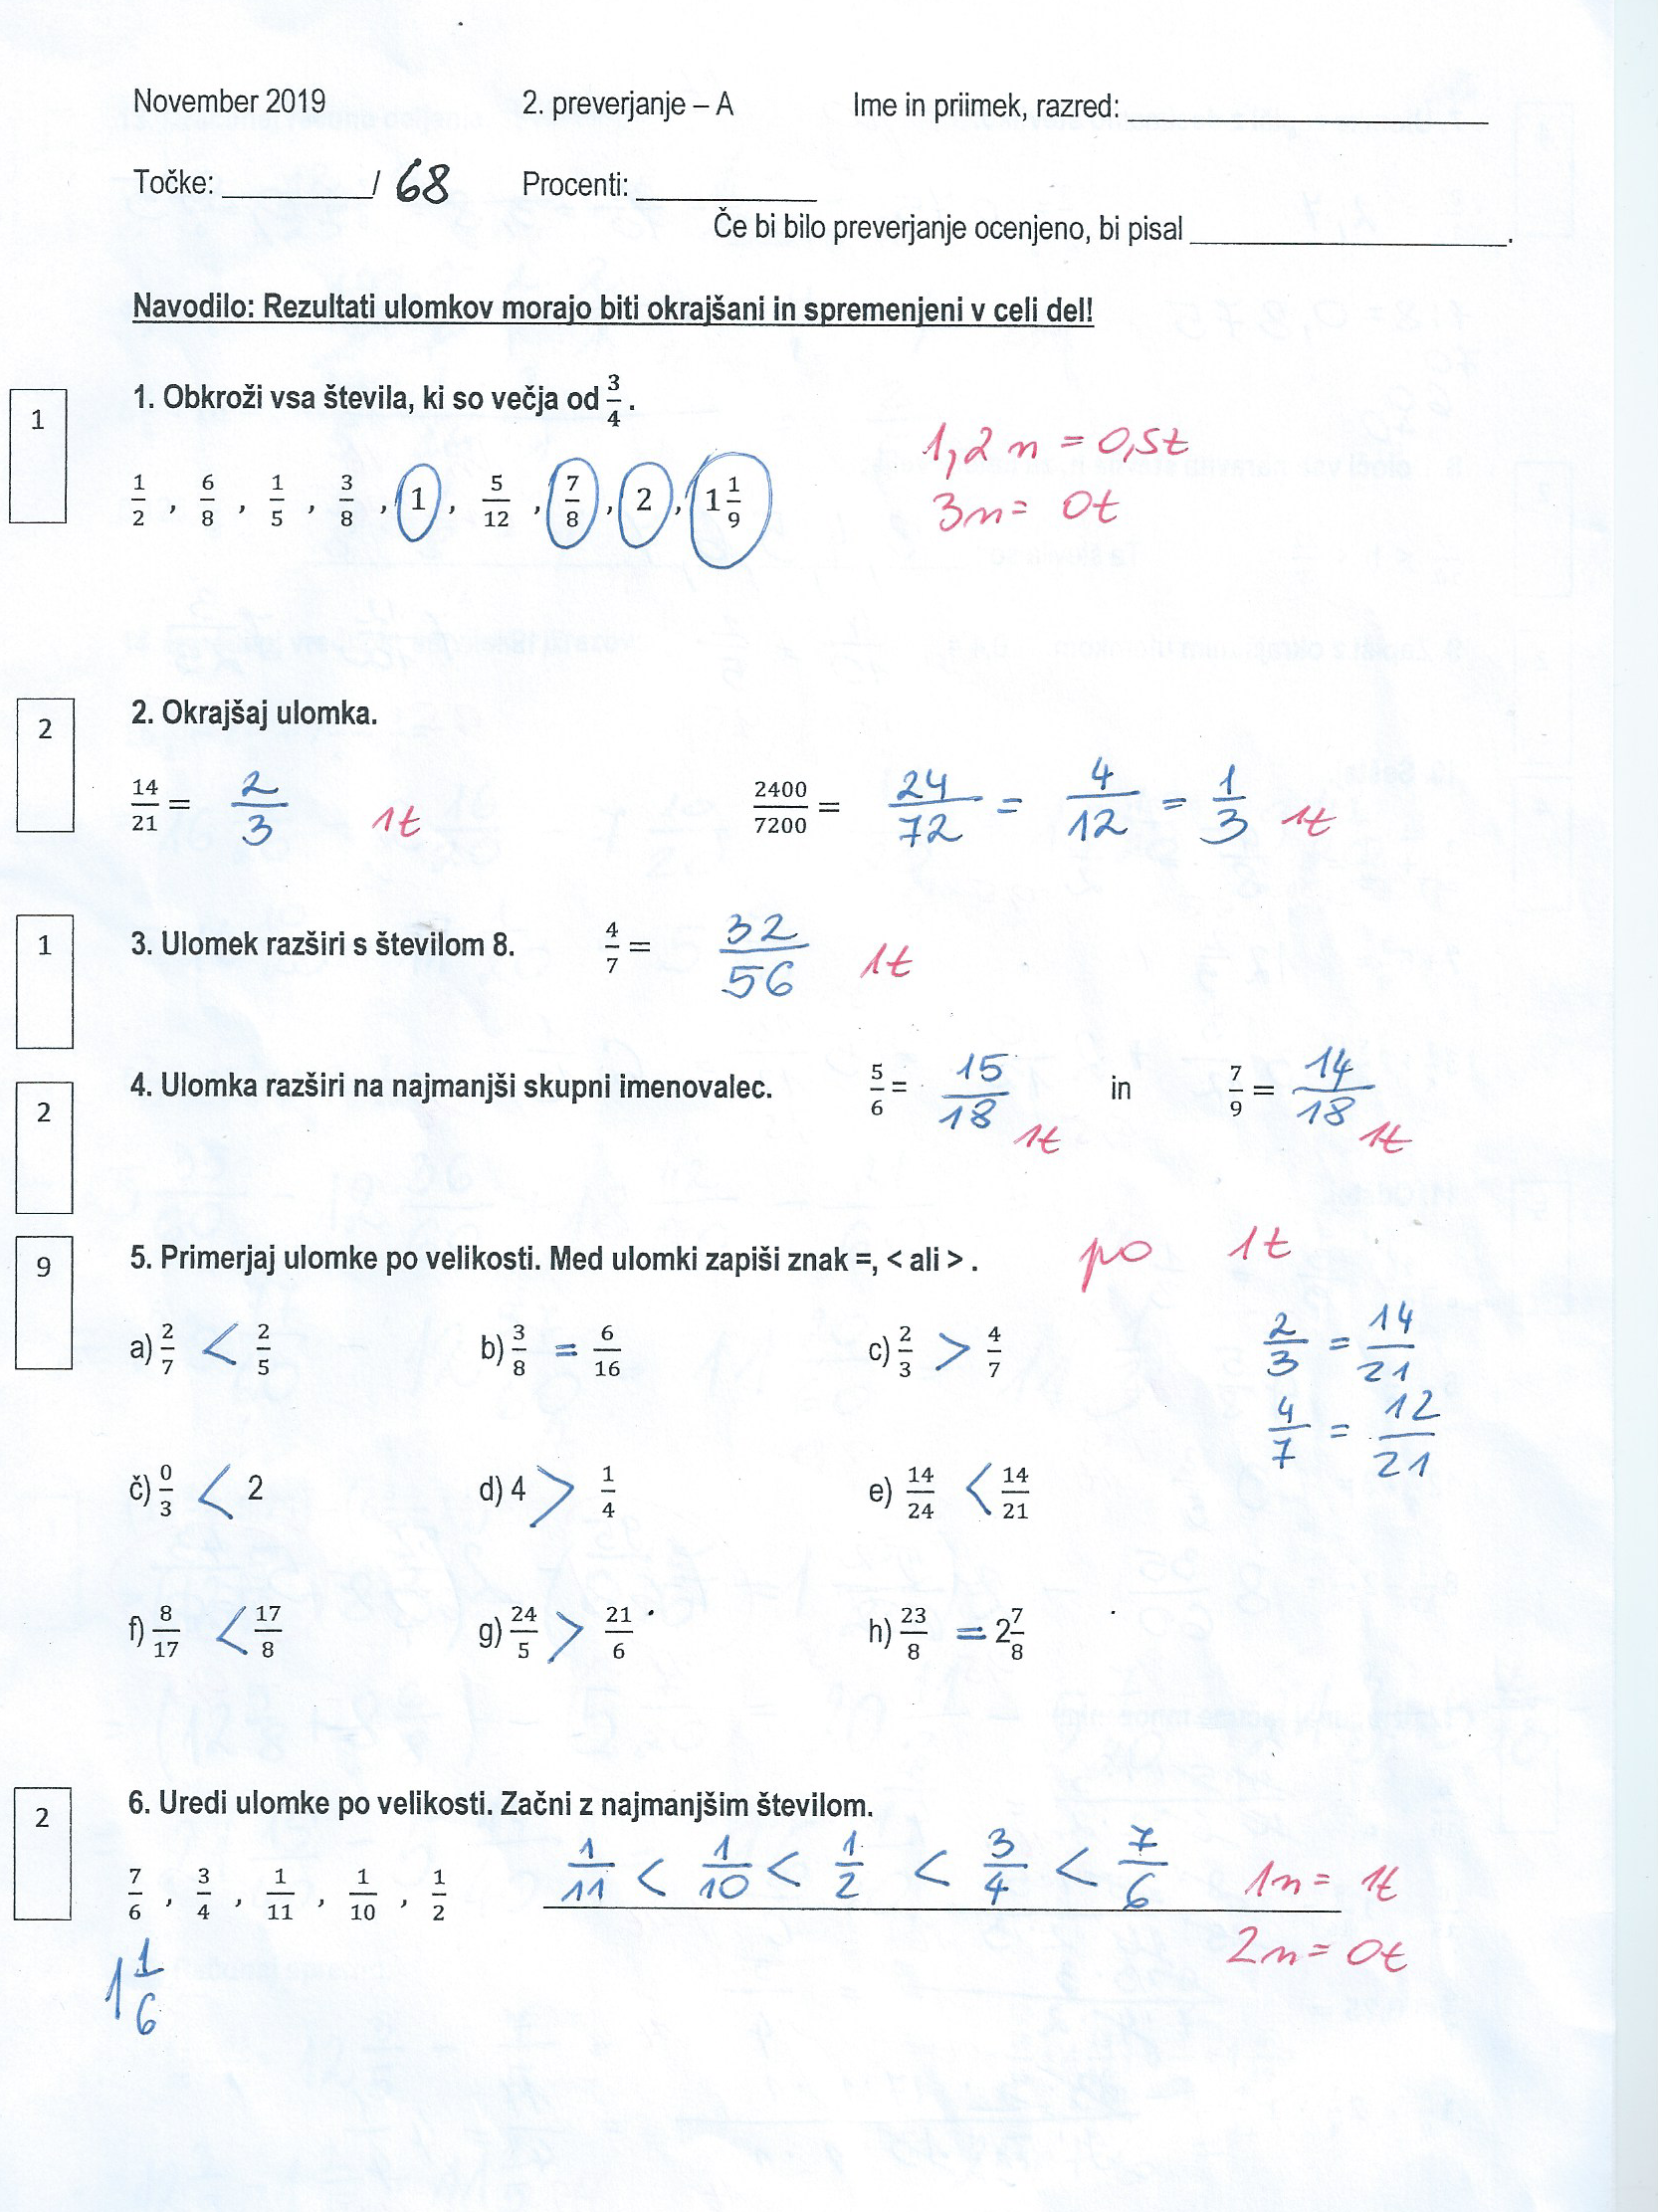 November 2019 2. preverjanje – A Ime in priimek, razred: ____________
Točke: ________/ 68 Procenti: __________
Če bi bilo preverjanje ocenjeno, bi pisal ________________.
Navodilo: Rezultati ulomkov morajo biti okrajšani in spremenjeni v celi del!
1
1. Obkroži vsa števila, ki so večja od 3/4 .
1,2 n = 0,5t
1/2 , 6/8 , 1/5 , 3/8 , 1 , 5/12 , 7/8 , 2 , 1 1/9
3n = 0t
2
2. Okrajšaj ulomka.
14/21 = 2/3 1t 2400/7200 = 24/72 = 4/12 = 1/3 1t
1
3. Ulomek razširi s številom 8. 4/7 = 32/56 1t
2
4. Ulomka razširi na najmanjši skupni imenovalec. 5/6 = 15/18 1t in 7/9 = 14/18 1t
9
5. Primerjaj ulomke po velikosti. Med ulomki zapiši znak =, < ali > . po 1t
a) 2/7 < 2/5 b) 3/8 = 6/16 c) 2/3 > 4/7 2/3 = 14/21
4/7 = 12/21
č) 0/3 < 2 d) 4 > 1/4 e) 14/24 < 14/21
f) 8/17 < 17/8 g) 24/5 > 21/6 h) 23/8 = 2 7/8
2
6. Uredi ulomke po velikosti. Začni z najmanjšim številom.
7/6 , 3/4 , 1/11 , 1/10 , 1/2 1/11 < 1/10 < 1/2 < 3/4 < 7/6 1n = 1t
2n = 0t
1 1/6